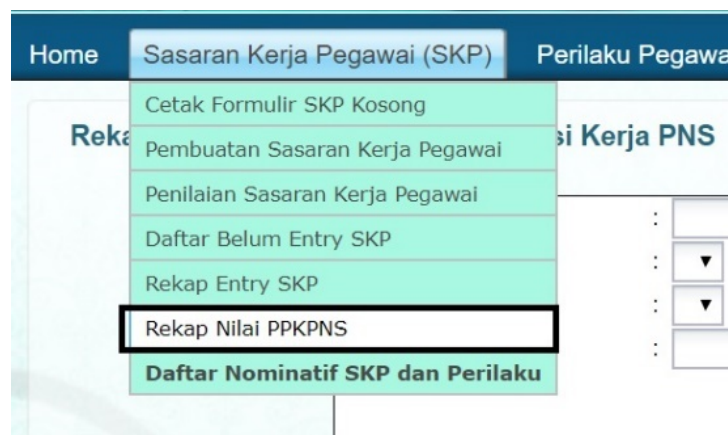 Home Sasaran Kerja Pegawai (SKP) Perilaku Pegawa
Cetak Formulir SKP Kosong
Reka si Kerja PNS
Pembuatan Sasaran Kerja Pegawai
Penilaian Sasaran Kerja Pegawai
:
Daftar Belum Entry SKP
:
Rekap Entry SKP
:
Rekap Nilai PPKPNS
:
Daftar Nominatif SKP dan Perilaku